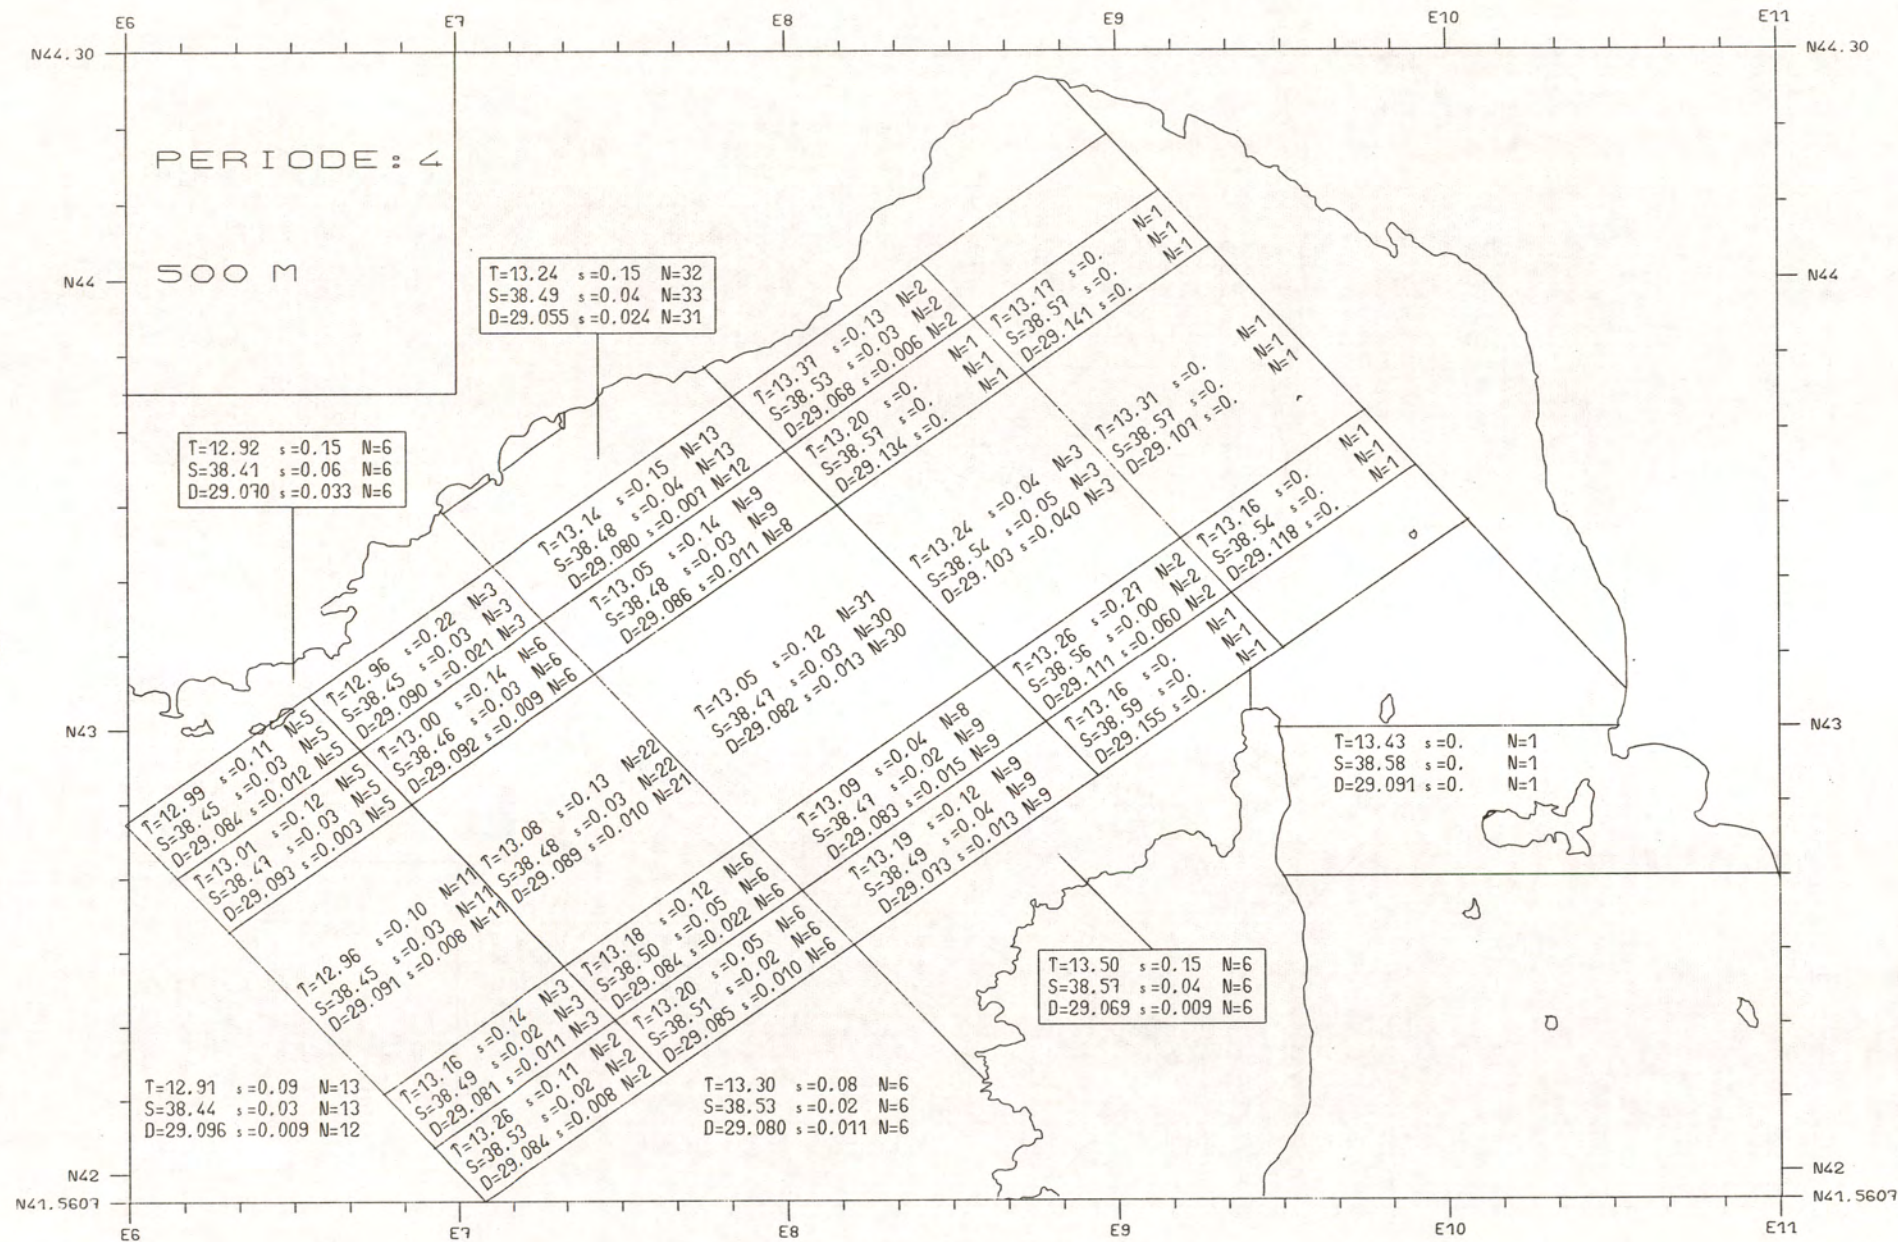 E6 E7 E8 E9 E10 E11
N44.30 N44.30
PERIODE: 4
500 M
N44 N44
T=13.24 s=0.15 N=32
S=38.49 s=0.04 N=33
D=29.055 s=0.024 N=31
T=12.92 s=0.15 N=6
S=38.41 s=0.06 N=6
D=29.070 s=0.033 N=6
T=13.17 s=0. N=1
S=38.57 s=0. N=1
D=29.141 s=0. N=1
T=13.37 s=0.13 N=2
S=38.53 s=0.03 N=2
D=29.068 s=0.006 N=2
T=13.20 s=0. N=1
S=38.57 s=0. N=1
D=29.134 s=0. N=1
T=13.31 s=0. N=1
S=38.57 s=0. N=1
D=29.107 s=0. N=1
T=13.14 s=0.15 N=13
S=38.48 s=0.04 N=13
D=29.080 s=0.007 N=12
T=13.05 s=0.14 N=9
S=38.48 s=0.03 N=9
D=29.086 s=0.011 N=8
T=13.24 s=0.04 N=3
S=38.54 s=0.05 N=3
D=29.103 s=0.040 N=3
T=13.16 s=0. N=1
S=38.54 s=0. N=1
D=29.118 s=0. N=1
T=12.96 s=0.22 N=3
S=38.45 s=0.03 N=3
D=29.090 s=0.021 N=3
T=13.00 s=0.14 N=6
S=38.46 s=0.03 N=6
D=29.092 s=0.009 N=6
T=13.05 s=0.12 N=31
S=38.47 s=0.03 N=30
D=29.082 s=0.013 N=30
T=13.26 s=0.27 N=2
S=38.56 s=0.00 N=2
D=29.111 s=0.060 N=2
T=13.16 s=0. N=1
S=38.59 s=0. N=1
D=29.155 s=0. N=1
N43 N43
T=12.99 s=0.11 N=5
S=38.45 s=0.03 N=5
D=29.084 s=0.012 N=5
T=13.01 s=0.12 N=5
S=38.47 s=0.03 N=5
D=29.093 s=0.003 N=5
T=13.08 s=0.13 N=22
S=38.48 s=0.03 N=22
D=29.089 s=0.010 N=21
T=13.09 s=0.04 N=8
S=38.47 s=0.02 N=9
D=29.083 s=0.015 N=9
T=13.19 s=0.12 N=9
S=38.49 s=0.04 N=9
D=29.073 s=0.013 N=9
T=13.43 s=0. N=1
S=38.58 s=0. N=1
D=29.091 s=0. N=1
T=12.96 s=0.10 N=11
S=38.45 s=0.03 N=11
D=29.091 s=0.008 N=11
T=13.18 s=0.12 N=6
S=38.50 s=0.05 N=6
D=29.084 s=0.022 N=6
T=13.20 s=0.05 N=6
S=38.51 s=0.02 N=6
D=29.085 s=0.010 N=6
T=13.50 s=0.15 N=6
S=38.57 s=0.04 N=6
D=29.069 s=0.009 N=6
T=13.16 s=0.14 N=3
S=38.49 s=0.02 N=3
D=29.081 s=0.011 N=3
T=13.26 s=0.11 N=2
S=38.53 s=0.02 N=2
D=29.084 s=0.008 N=2
T=12.91 s=0.09 N=13
S=38.44 s=0.03 N=13
D=29.096 s=0.009 N=12
T=13.30 s=0.08 N=6
S=38.53 s=0.02 N=6
D=29.080 s=0.011 N=6
N42 N42
N41.5607 N41.5607
E6 E7 E8 E9 E10 E11